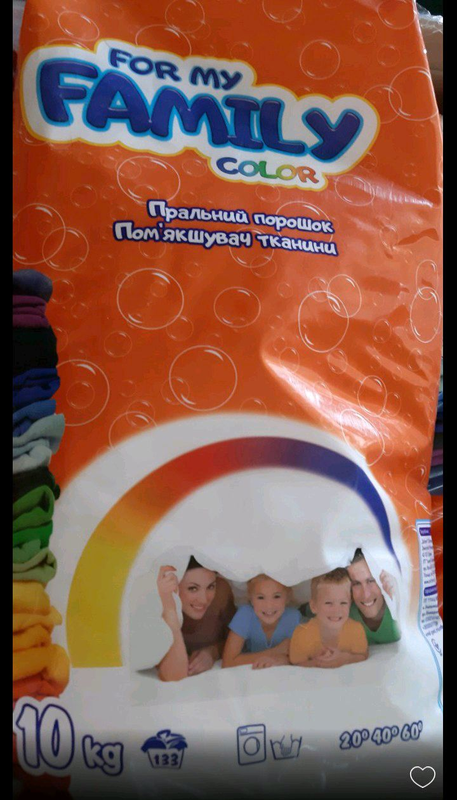 FOR MY
FAMILY
COLOR
Пральний порошок
Пом'якшувач тканини
10 kg
133
20° 40° 60°